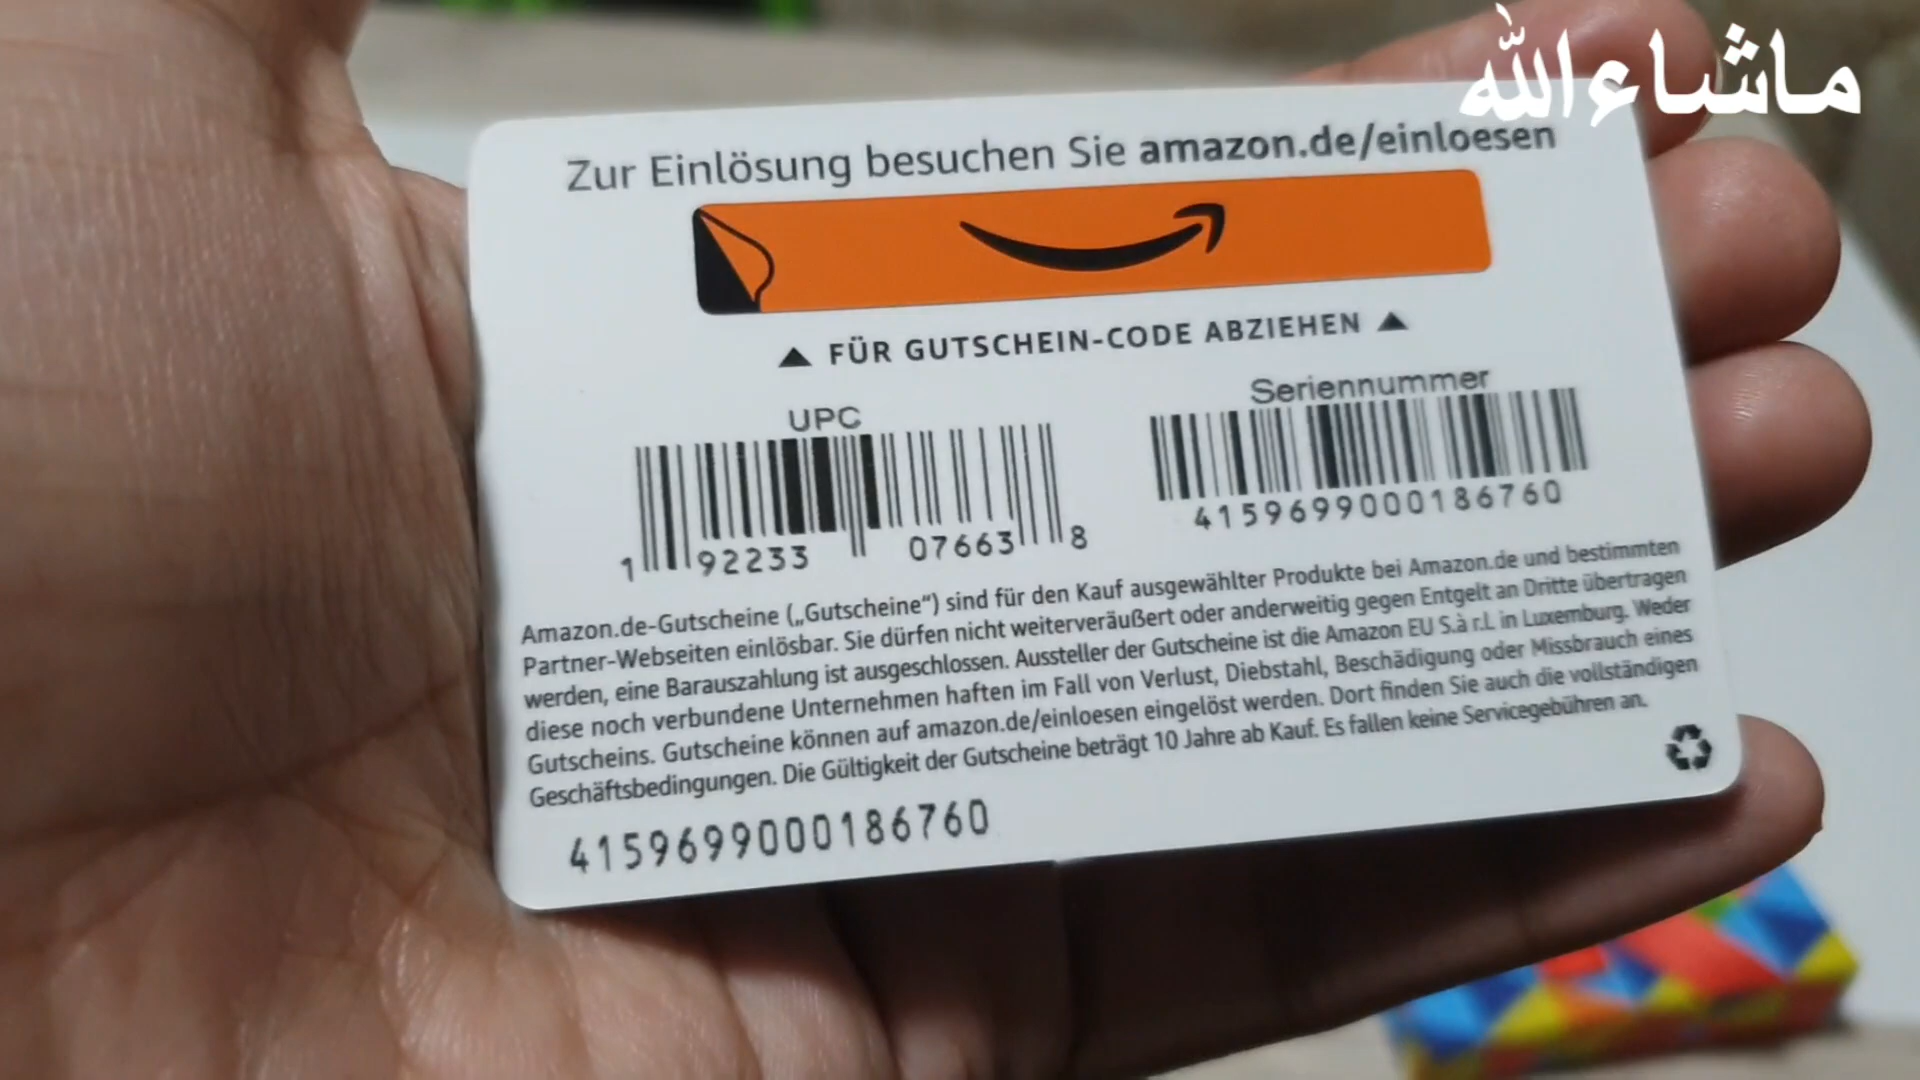 ماشاءالله
Zur Einlösung besuchen Sie amazon.de/einloesen
▲ FÜR GUTSCHEIN-CODE ABZIEHEN ▲
UPC
1 92233 07663 8
Seriennummer
4159699000186760
Amazon.de-Gutscheine („Gutscheine“) sind für den Kauf ausgewählter Produkte bei Amazon.de und bestimmten
Partner-Webseiten einlösbar. Sie dürfen nicht weiterveräußert oder anderweitig gegen Entgelt an Dritte übertragen
werden, eine Barauszahlung ist ausgeschlossen. Aussteller der Gutscheine ist die Amazon EU S.à r.l. in Luxemburg. Weder
diese noch verbundene Unternehmen haften im Fall von Verlust, Diebstahl, Beschädigung oder Missbrauch eines
Gutscheins. Gutscheine können auf amazon.de/einloesen eingelöst werden. Dort finden Sie auch die vollständigen
Geschäftsbedingungen. Die Gültigkeit der Gutscheine beträgt 10 Jahre ab Kauf. Es fallen keine Servicegebühren an.
4159699000186760